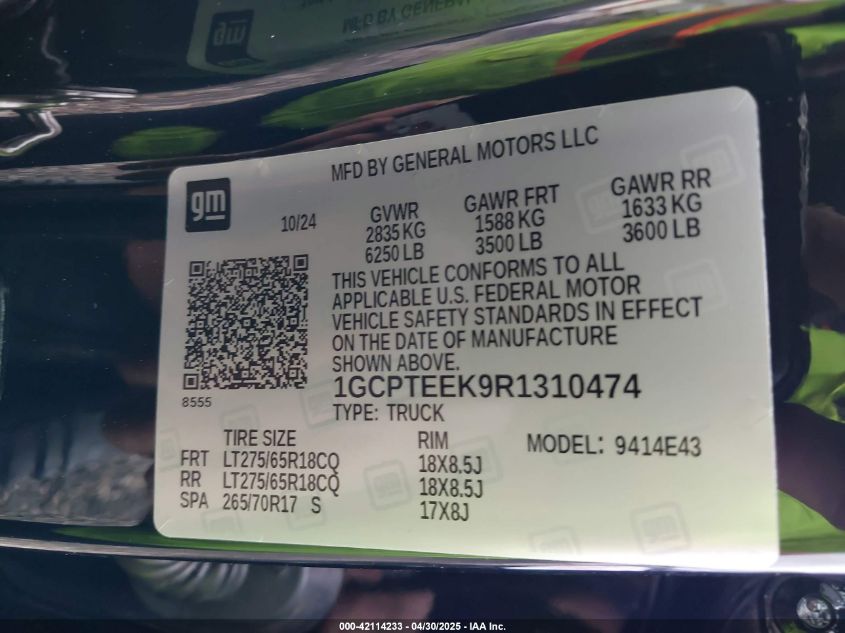 MFD BY GENERAL MOTORS LLC
gm
10/24
GVWR GAWR FRT GAWR RR
2835 KG 1588 KG 1633 KG
6250 LB 3500 LB 3600 LB
THIS VEHICLE CONFORMS TO ALL
APPLICABLE U.S. FEDERAL MOTOR
VEHICLE SAFETY STANDARDS IN EFFECT
ON THE DATE OF MANUFACTURE
SHOWN ABOVE.
8555
1GCPTEEK9R1310474
TYPE: TRUCK
TIRE SIZE RIM MODEL: 9414E43
FRT LT275/65R18CQ 18X8.5J
RR LT275/65R18CQ 18X8.5J
SPA 265/70R17 S 17X8J
000-42114233 - 04/30/2025 - IAA Inc.